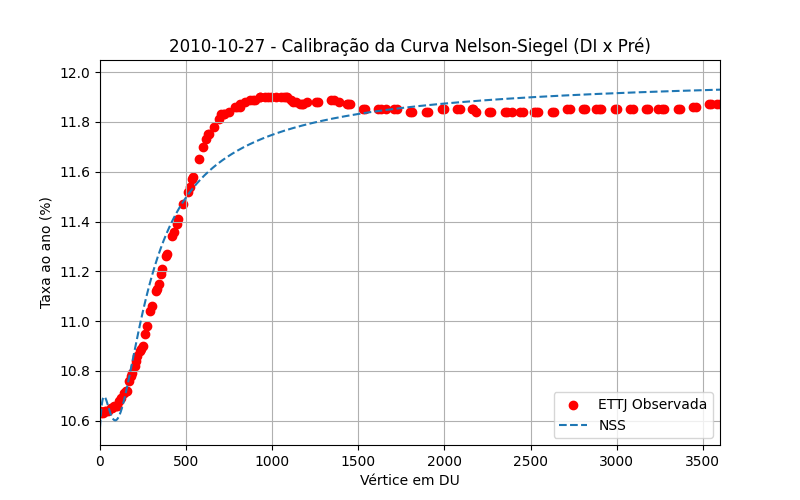 2010-10-27 - Calibração da Curva Nelson-Siegel (DI x Pré)
12.0
11.8
11.6
11.4
11.2
11.0
10.8
10.6
Taxa ao ano (%)
ETTJ Observada
NSS
0 500 1000 1500 2000 2500 3000 3500
Vértice em DU